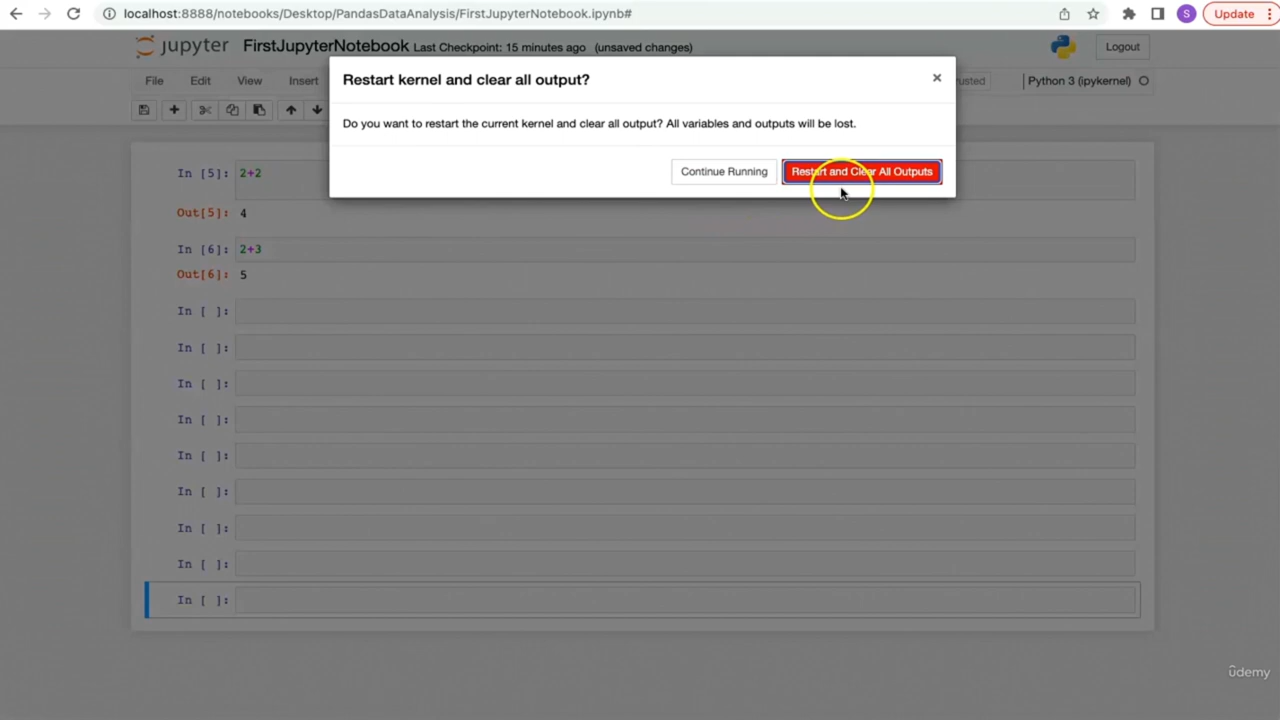 localhost:8888/notebooks/Desktop/PandasDataAnalysis/FirstJupyterNotebook.ipynb#
S
Update
jupyter FirstJupyterNotebook Last Checkpoint: 15 minutes ago (unsaved changes)
Logout
File Edit View Insert
usted
Python 3 (ipykernel)
Restart kernel and clear all output?
×
Do you want to restart the current kernel and clear all output? All variables and outputs will be lost.
Continue Running
Restart and Clear All Outputs
In [5]: 2+2
Out[5]: 4
In [6]: 2+3
Out[6]: 5
In [ ]:
In [ ]:
In [ ]:
In [ ]:
In [ ]:
In [ ]:
In [ ]:
In [ ]:
In [ ]:
ûdemy